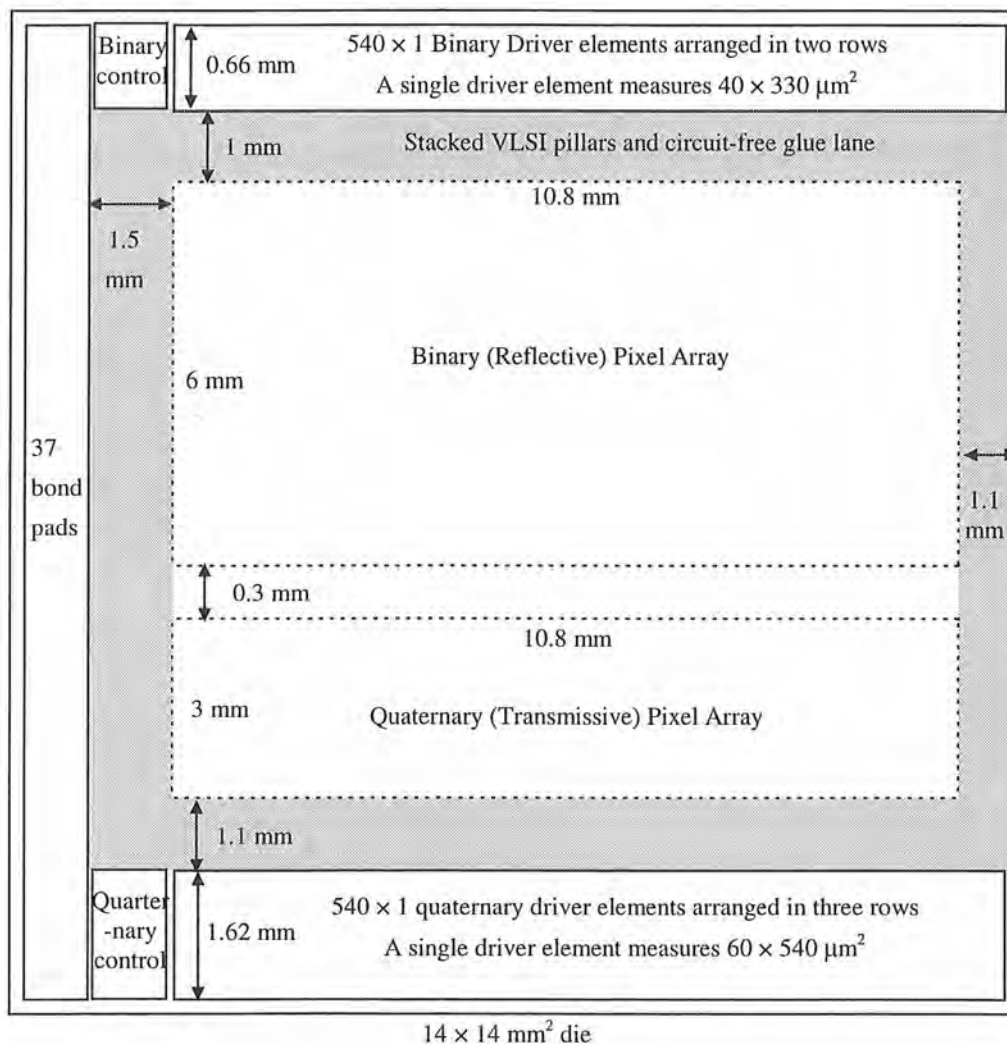 Binary
control
0.66 mm
540 × 1 Binary Driver elements arranged in two rows
A single driver element measures 40 × 330 μm²
1 mm
Stacked VLSI pillars and circuit-free glue lane
10.8 mm
1.5
mm
Binary (Reflective) Pixel Array
6 mm
37
bond
pads
1.1
mm
0.3 mm
10.8 mm
3 mm
Quaternary (Transmissive) Pixel Array
1.1 mm
Quarter
-nary
control
1.62 mm
540 × 1 quaternary driver elements arranged in three rows
A single driver element measures 60 × 540 μm²
14 × 14 mm² die